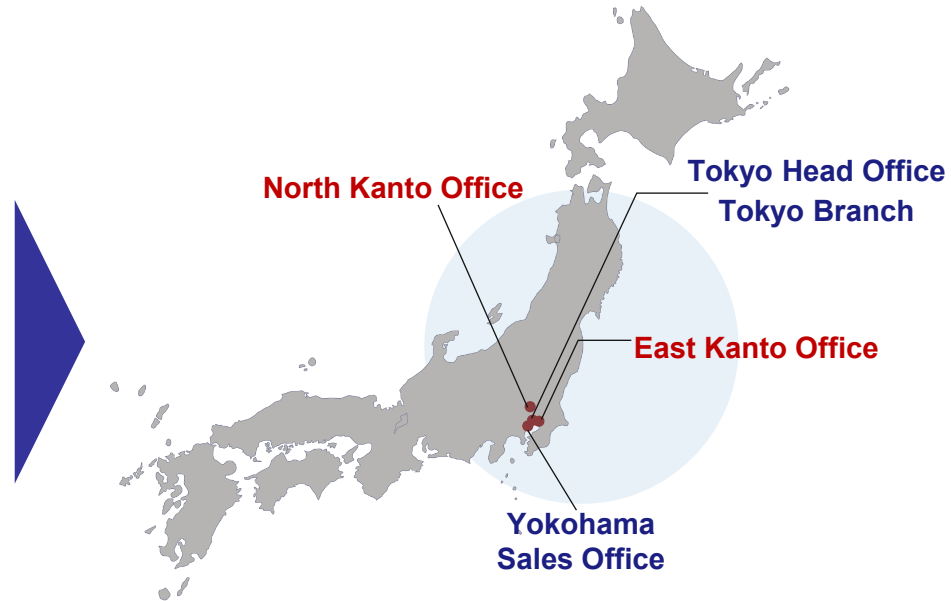 North Kanto Office
Tokyo Head Office
Tokyo Branch
East Kanto Office
Yokohama
Sales Office